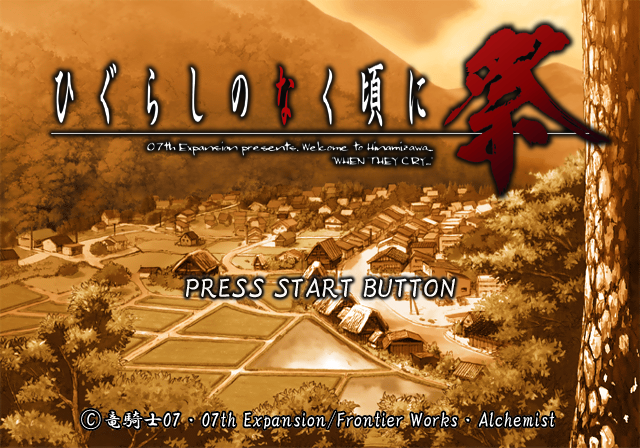 ひぐらしのなく頃に 祭
07th Expansion presents. Welcome to Hinamizawa...
"WHEN THEY CRY..."
PRESS START BUTTON
©竜騎士07・07th Expansion/Frontier Works・Alchemist